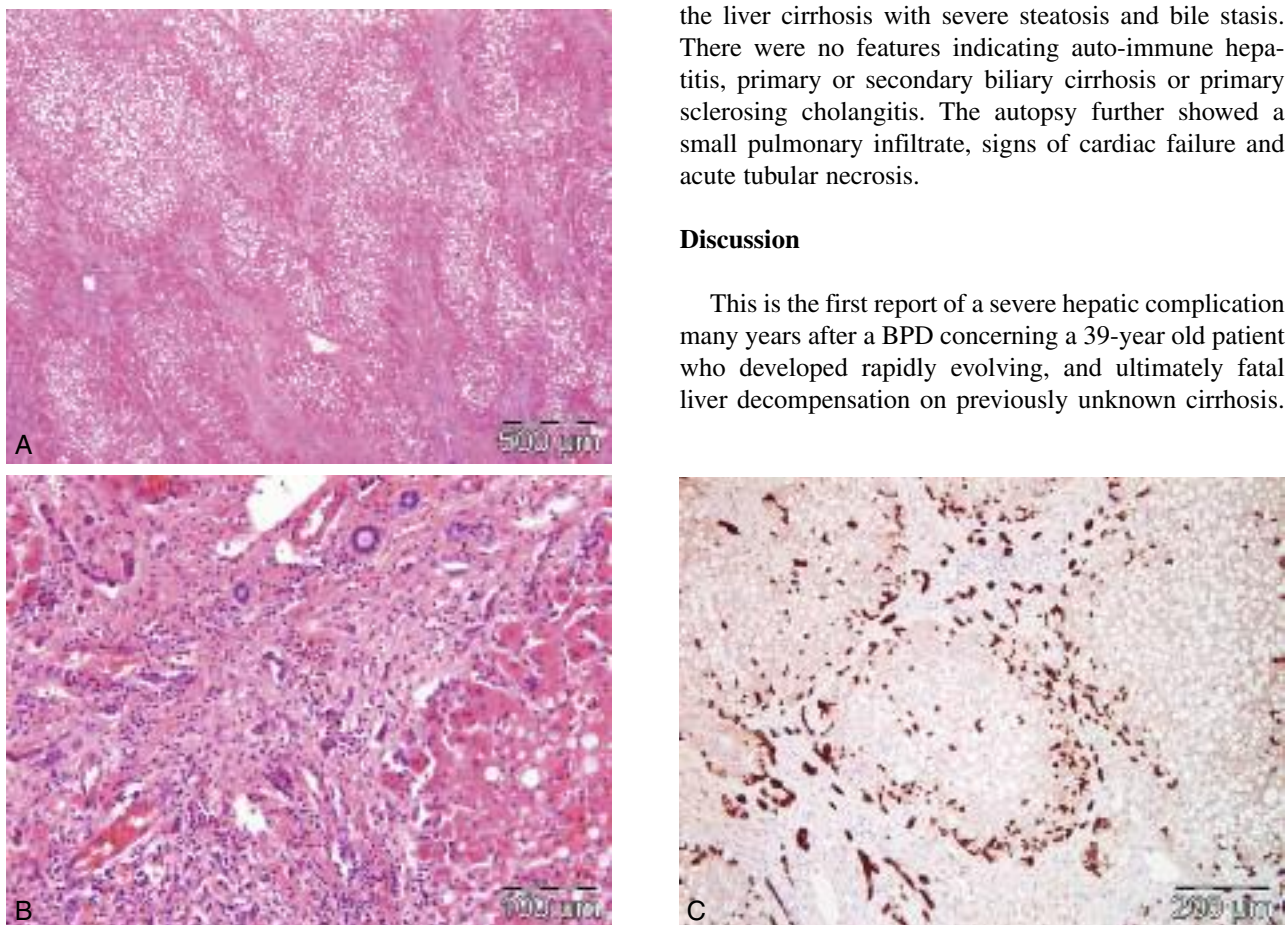 the liver cirrhosis with severe steatosis and bile stasis.
There were no features indicating auto-immune hepa-
titis, primary or secondary biliary cirrhosis or primary
sclerosing cholangitis. The autopsy further showed a
small pulmonary infiltrate, signs of cardiac failure and
acute tubular necrosis.
Discussion
This is the first report of a severe hepatic complication
many years after a BPD concerning a 39-year old patient
who developed rapidly evolving, and ultimately fatal
liver decompensation on previously unknown cirrhosis.
A
500 µm
B
100 µm
C
200 µm